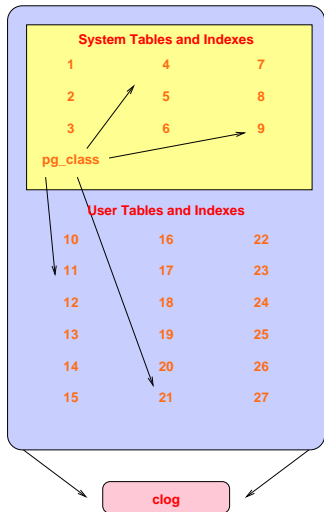 System Tables and Indexes
1 4 7
2 5 8
3 6 9
pg_class
User Tables and Indexes
10 16 22
11 17 23
12 18 24
13 19 25
14 20 26
15 21 27
clog